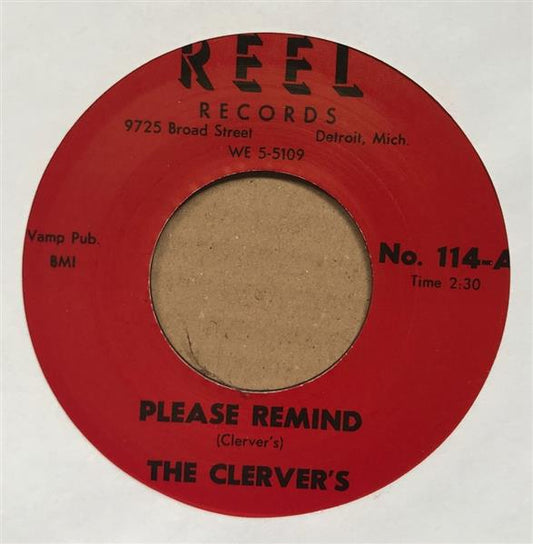 REEL
RECORDS
9725 Broad Street Detroit, Mich.
WE 5-5109
Vamp Pub.
BMI
No. 114-A
Time 2:30
PLEASE REMIND
(Clerver's)
THE CLERVER'S